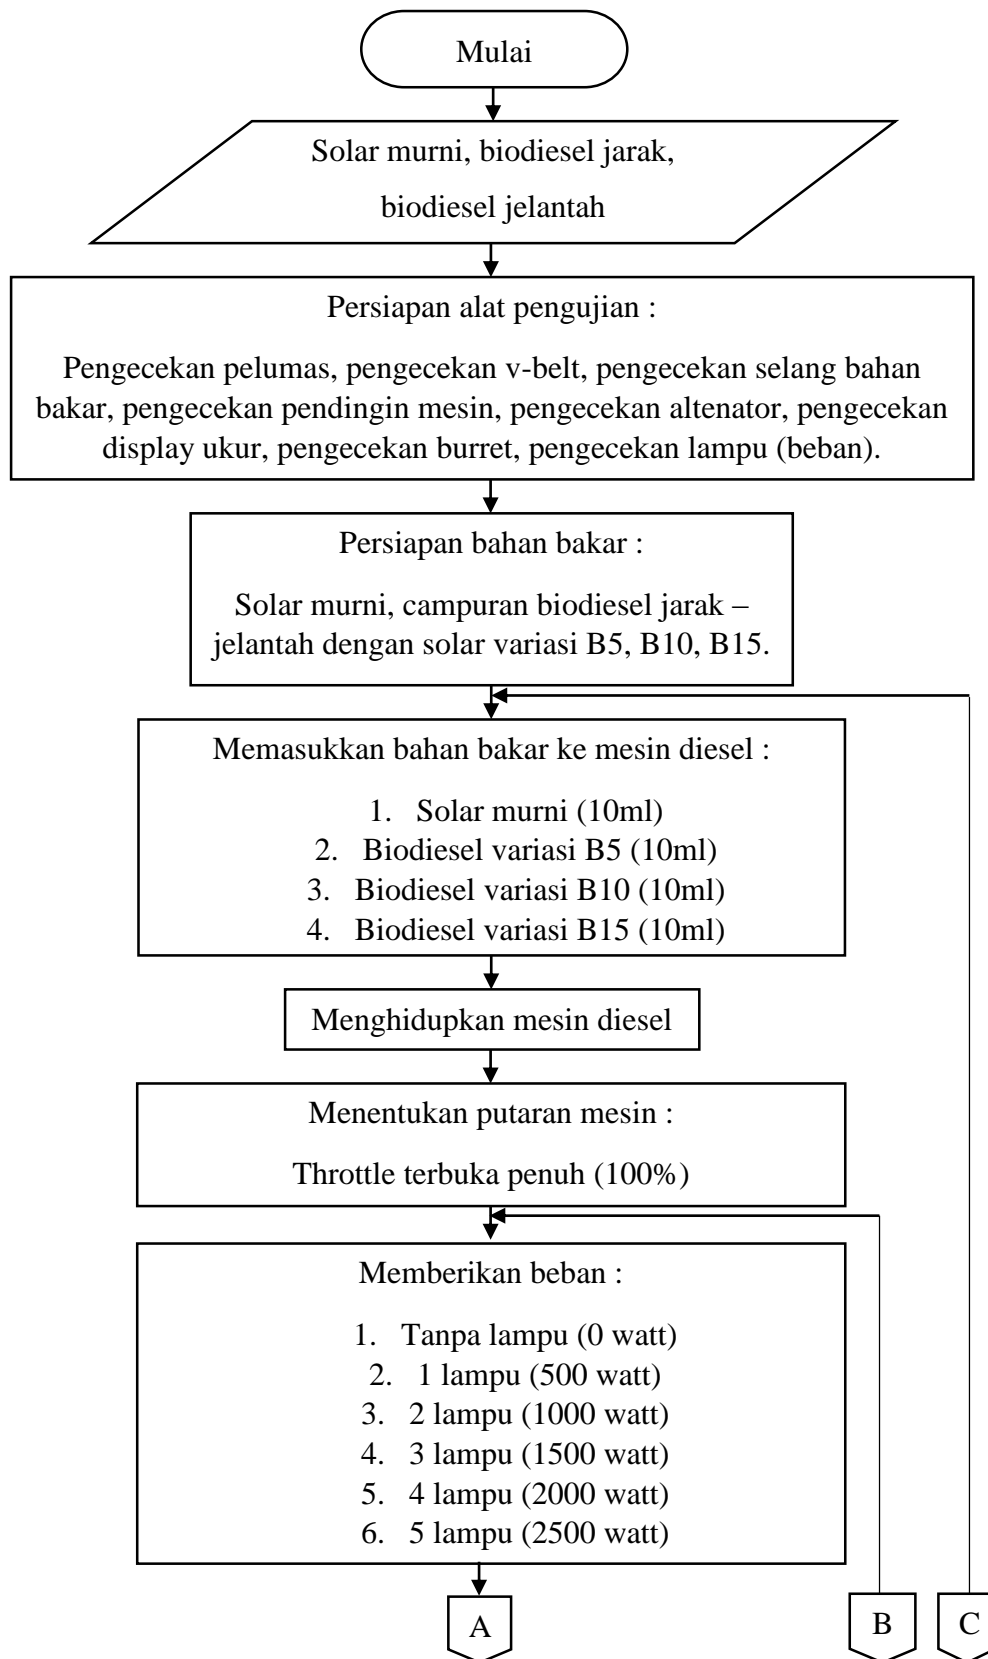 Mulai
Solar murni, biodiesel jarak,
biodiesel jelantah
Persiapan alat pengujian :
Pengecekan pelumas, pengecekan v-belt, pengecekan selang bahan
bakar, pengecekan pendingin mesin, pengecekan altenator, pengecekan
display ukur, pengecekan burret, pengecekan lampu (beban).
Persiapan bahan bakar :
Solar murni, campuran biodiesel jarak –
jelantah dengan solar variasi B5, B10, B15.
Memasukkan bahan bakar ke mesin diesel :
1. Solar murni (10ml)
2. Biodiesel variasi B5 (10ml)
3. Biodiesel variasi B10 (10ml)
4. Biodiesel variasi B15 (10ml)
Menghidupkan mesin diesel
Menentukan putaran mesin :
Throttle terbuka penuh (100%)
Memberikan beban :
1. Tanpa lampu (0 watt)
2. 1 lampu (500 watt)
3. 2 lampu (1000 watt)
4. 3 lampu (1500 watt)
5. 4 lampu (2000 watt)
6. 5 lampu (2500 watt)
A
B
C